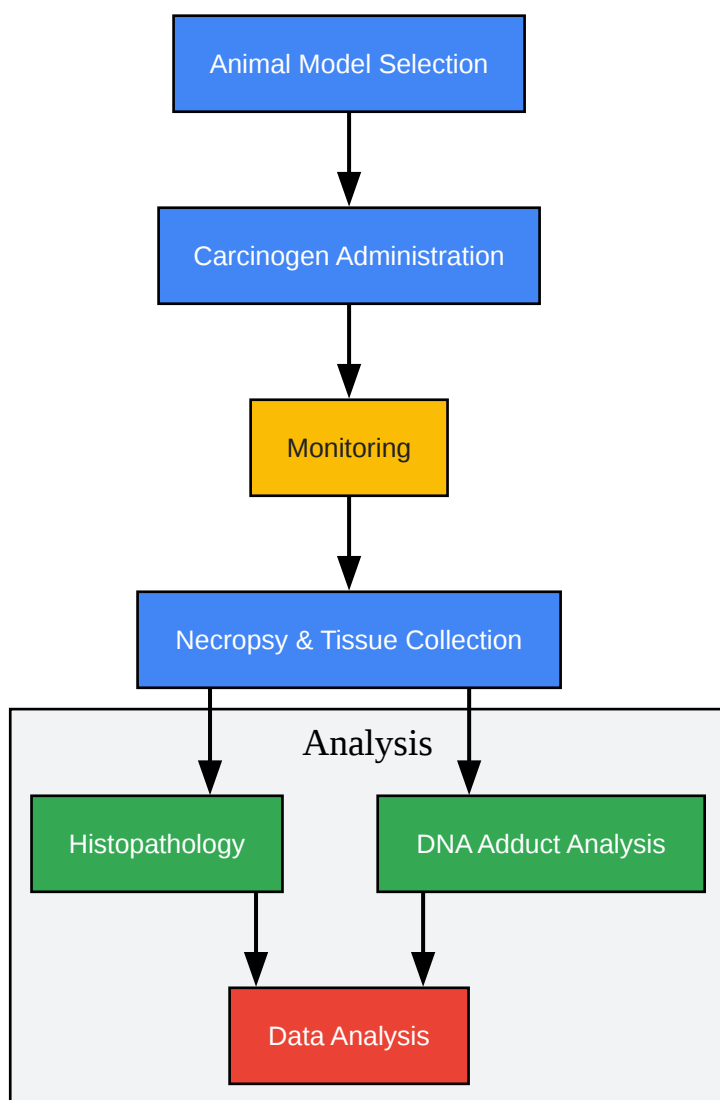 Animal Model Selection
Carcinogen Administration
Monitoring
Necropsy & Tissue Collection
Analysis
Histopathology
DNA Adduct Analysis
Data Analysis